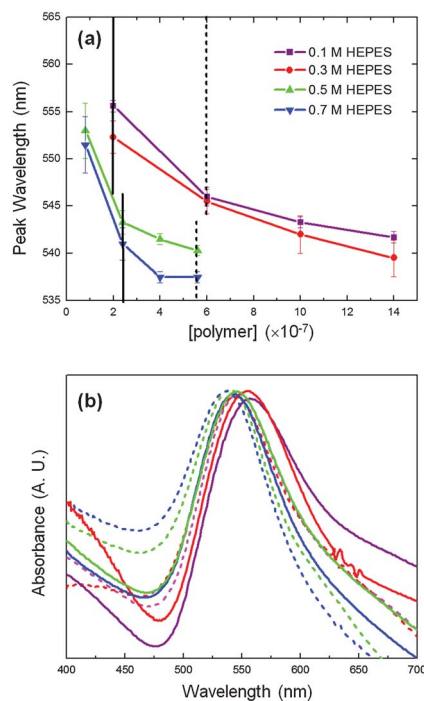 (a)
0.1 M HEPES
0.3 M HEPES
0.5 M HEPES
0.7 M HEPES
Peak Wavelength (nm)
565
560
555
550
545
540
535
0 2 4 6 8 10 12 14
[polymer] (×10-7)
(b)
Absorbance (A. U.)
400 450 500 550 600 650 700
Wavelength (nm)